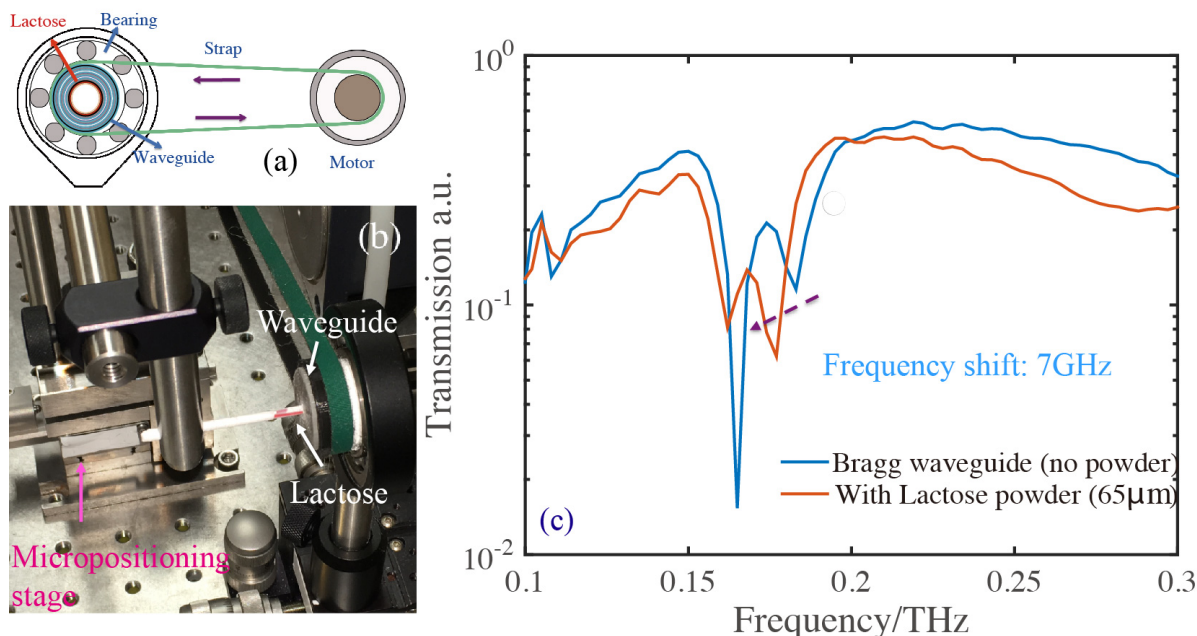 Lactose
Bearing
Strap
Waveguide
(a)
Motor
(b)
Waveguide
Lactose
Micropositioning
stage
10^0
10^-1
10^-2
Transmission a.u.
Frequency shift: 7GHz
Bragg waveguide (no powder)
With Lactose powder (65μm)
(c)
0.1 0.15 0.2 0.25 0.3
Frequency/THz